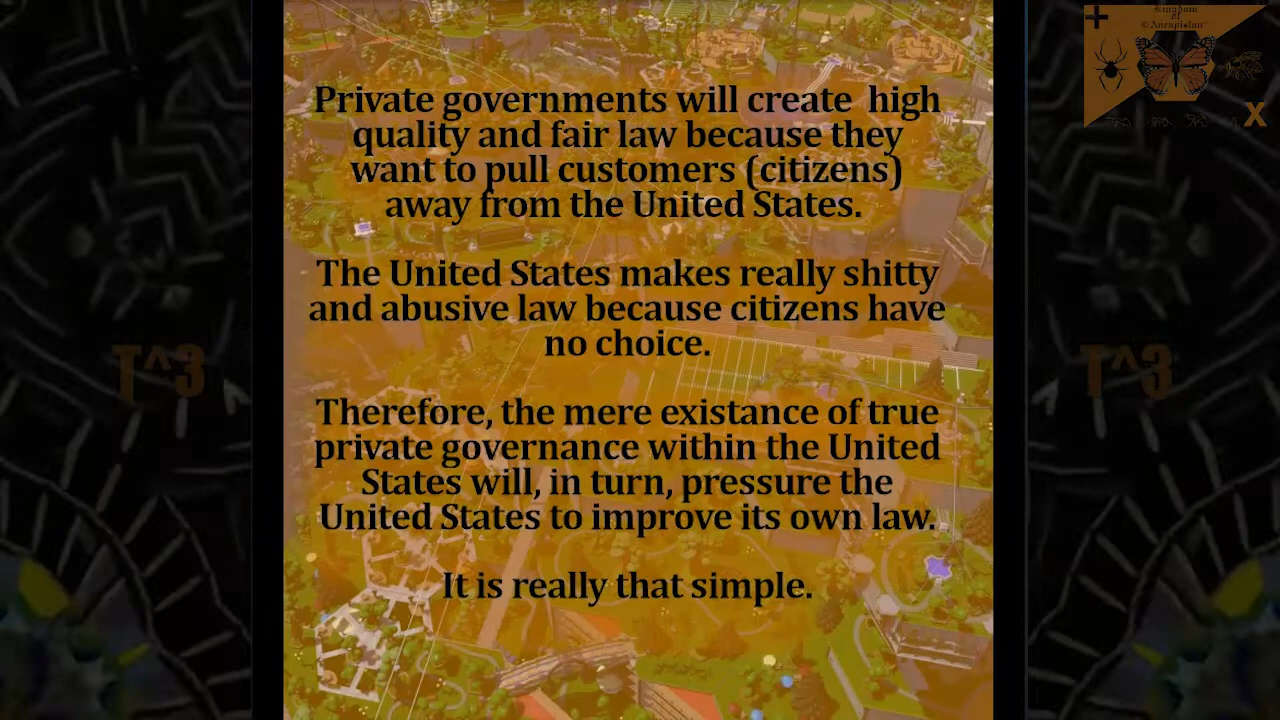 Kingdom
of
©Ancapistan™
X
Private governments will create high
quality and fair law because they
want to pull customers (citizens)
away from the United States.
The United States makes really shitty
and abusive law because citizens have
no choice.
T^3
T^3
Therefore, the mere existance of true
private governance within the United
States will, in turn, pressure the
United States to improve its own law.
It is really that simple.